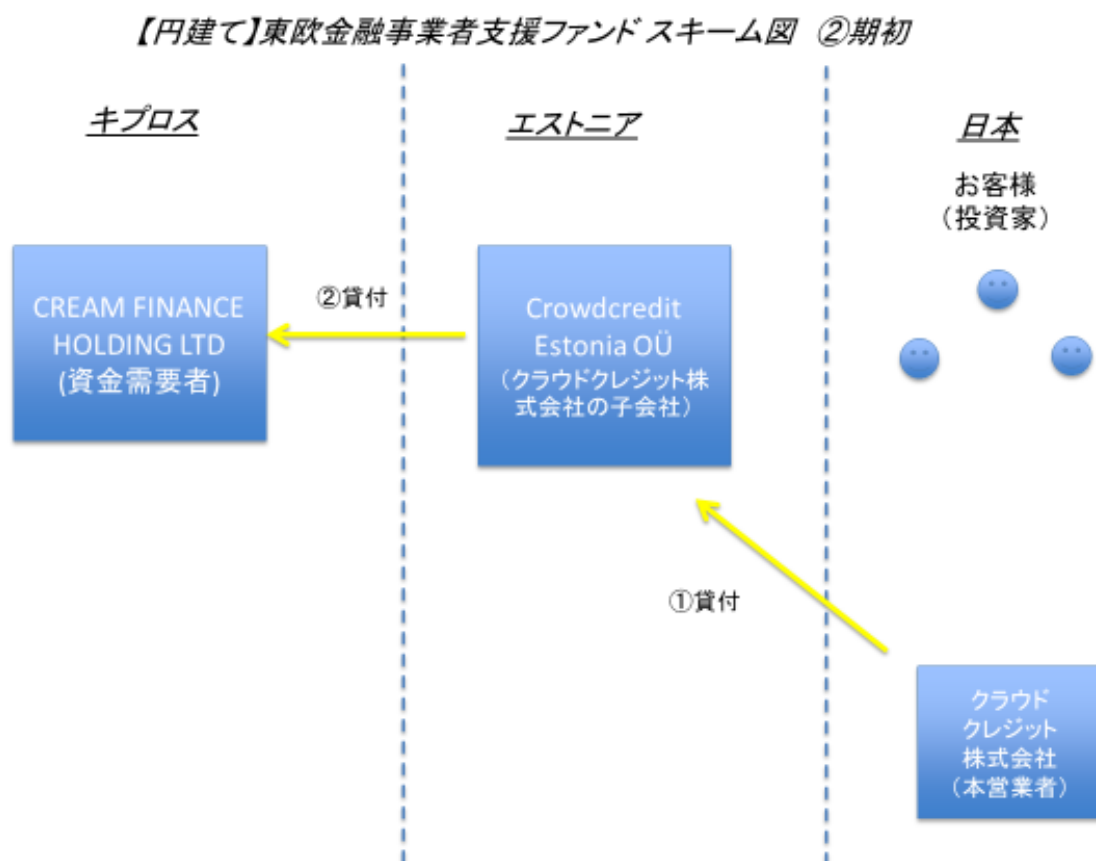 【円建て】東欧金融事業者支援ファンド スキーム図 ②期初
キプロス
エストニア
日本
お客様
（投資家）
CREAM FINANCE
HOLDING LTD
(資金需要者)
②貸付
Crowdcredit
Estonia OÜ
（クラウドクレジット株
式会社の子会社）
①貸付
クラウド
クレジット
株式会社
（本営業者）